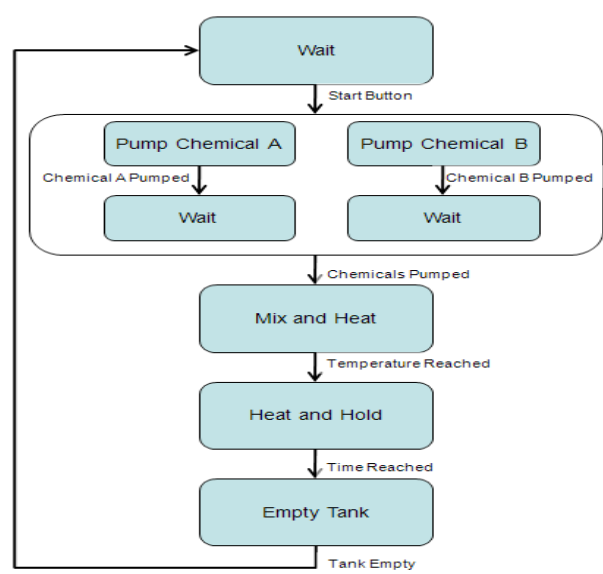 Wait
Start Button
Pump Chemical A
Pump Chemical B
Chemical A Pumped
Chemical B Pumped
Wait
Wait
Chemicals Pumped
Mix and Heat
Temperature Reached
Heat and Hold
Time Reached
Empty Tank
Tank Empty